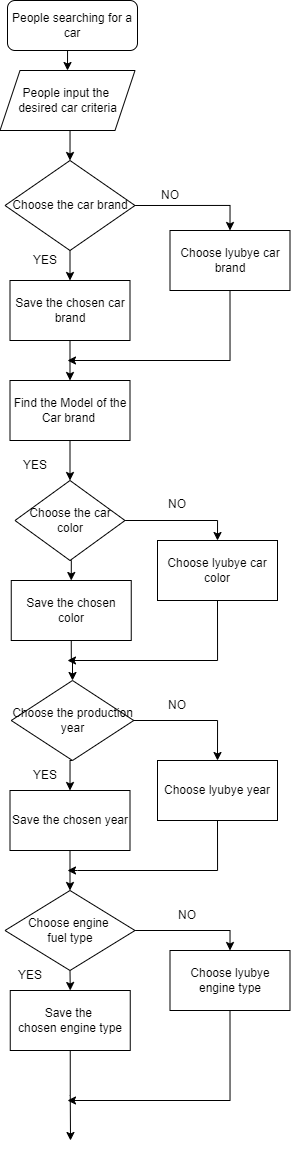 People searching for a
car
People input the
desired car criteria
Choose the car brand
NO
YES
Choose lyubye car
brand
Save the chosen car
brand
Find the Model of the
Car brand
YES
Choose the car
color
NO
Choose lyubye car
color
Save the chosen
color
Choose the production
year
NO
YES
Choose lyubye year
Save the chosen year
Choose engine
fuel type
NO
YES
Choose lyubye
engine type
Save the
chosen engine type